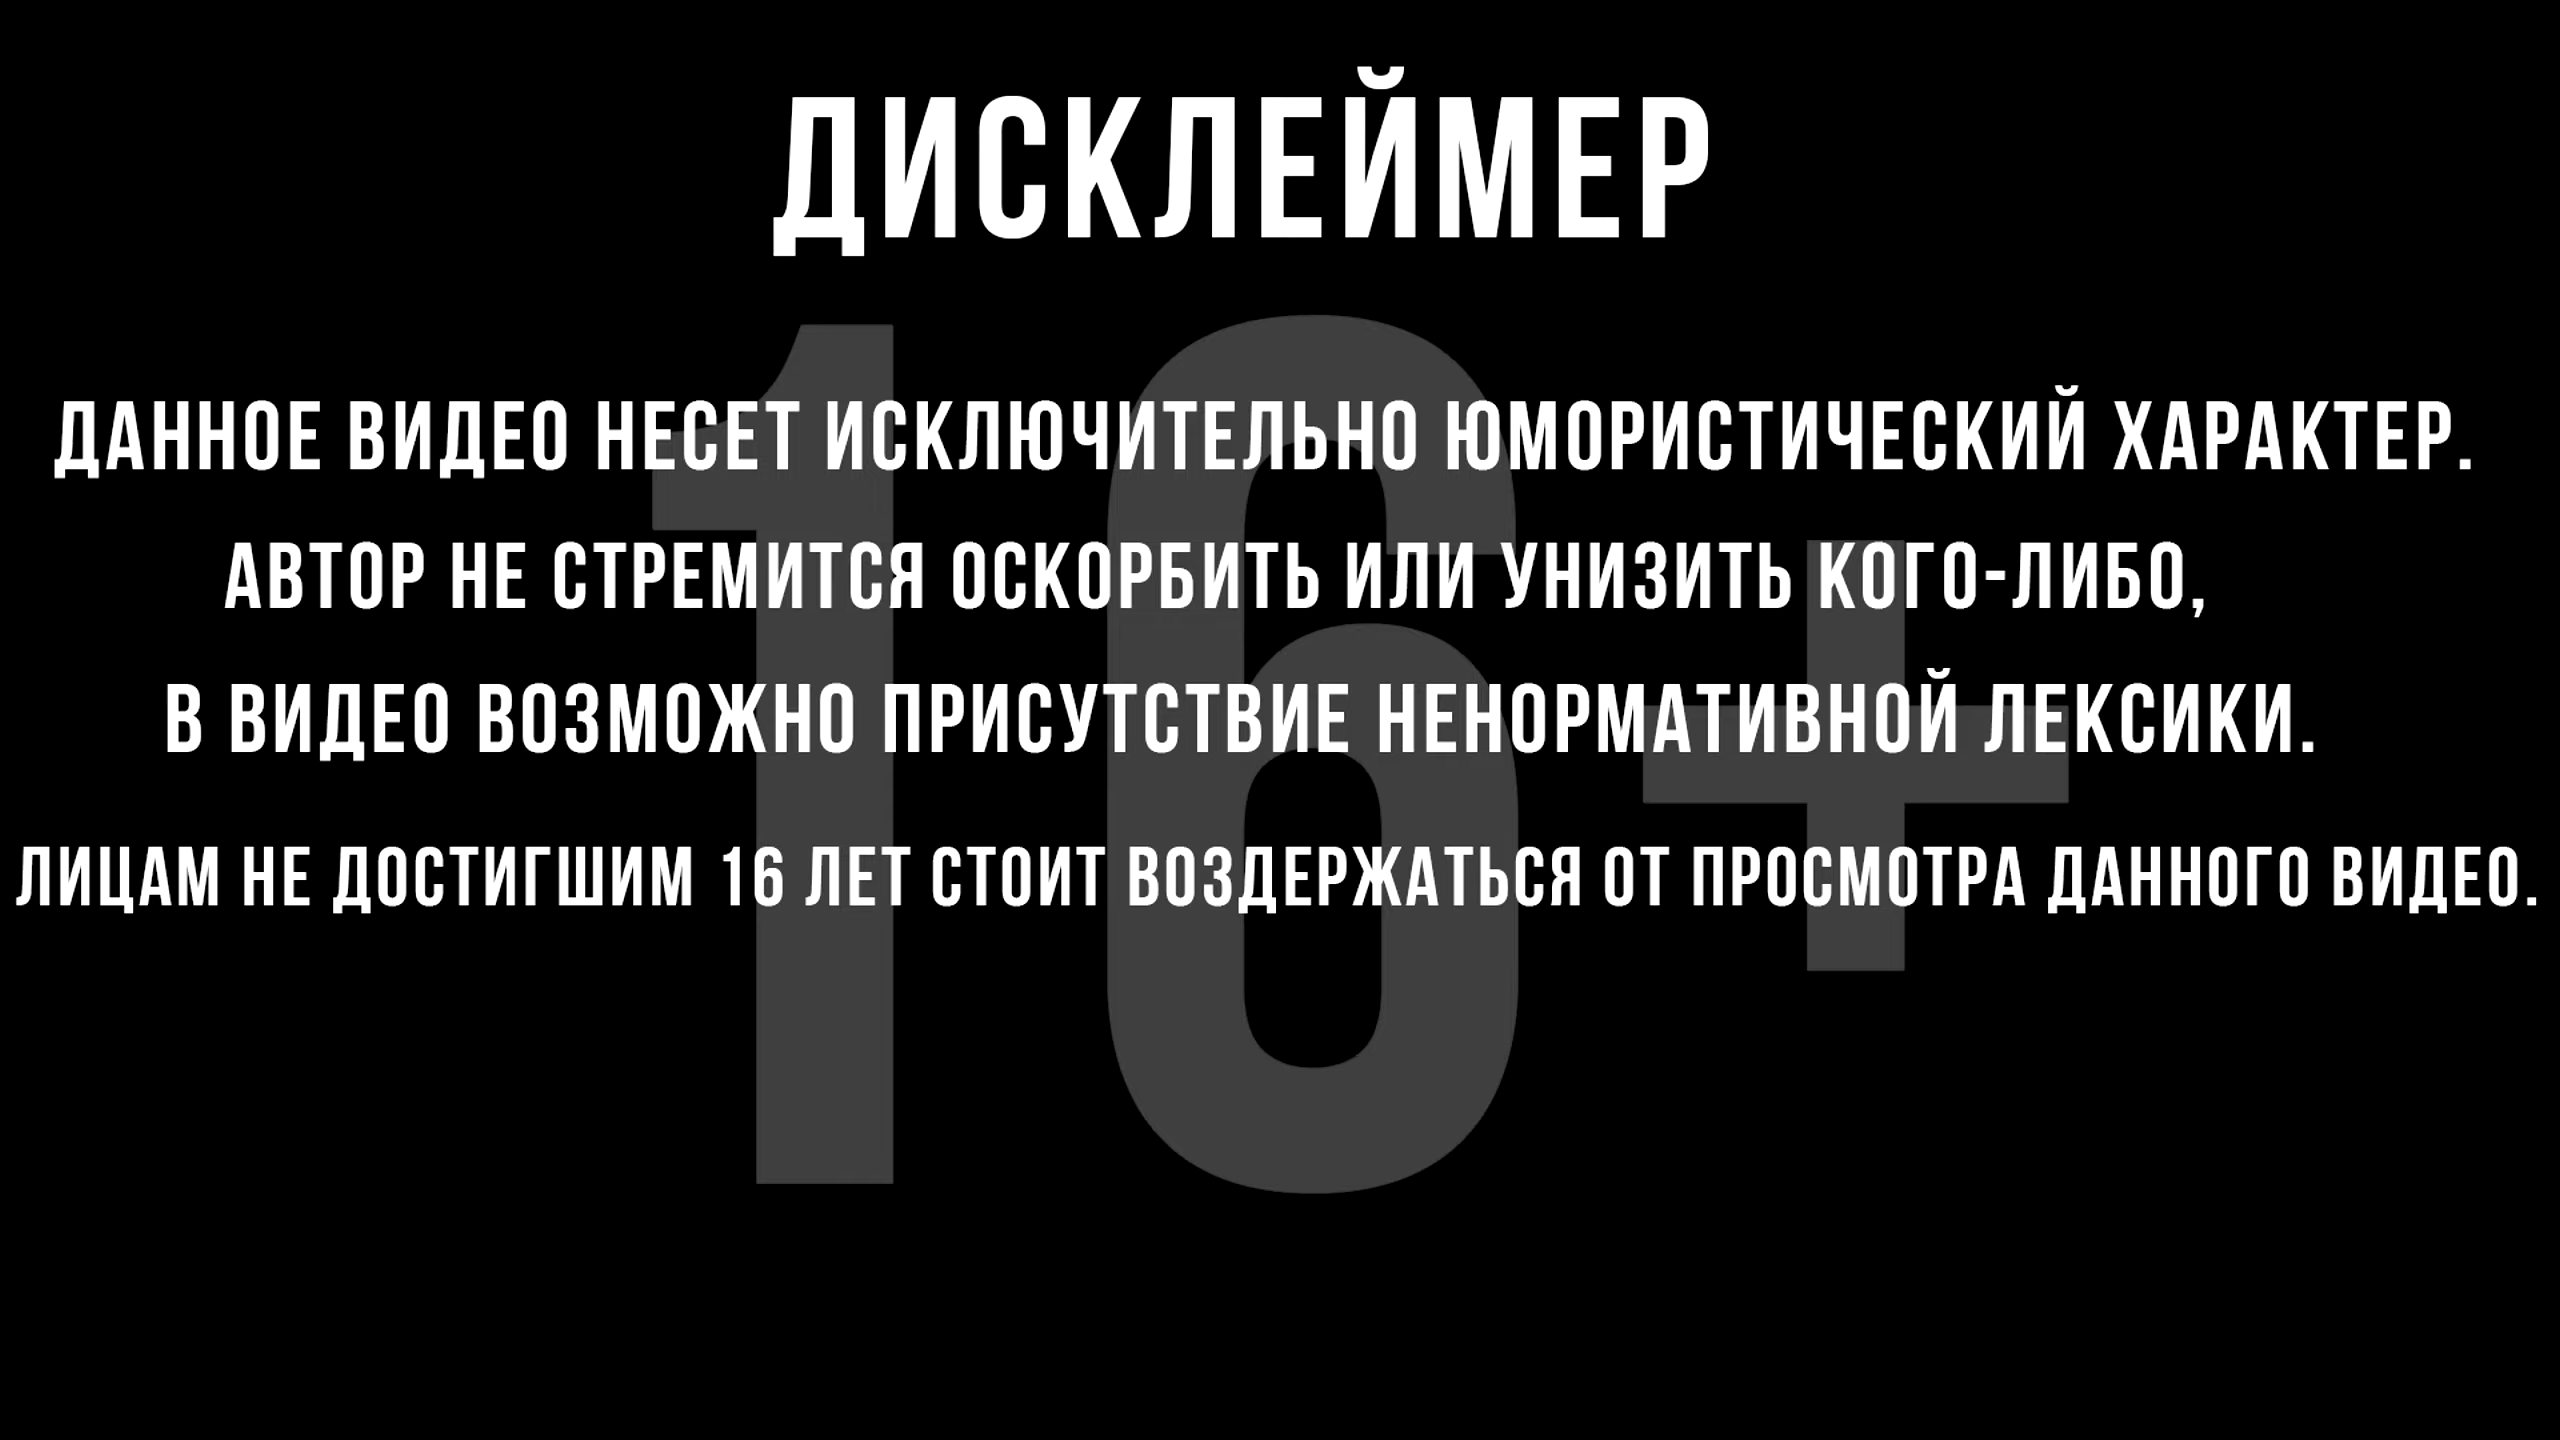 ДИСКЛЕЙМЕР
ДАННОЕ ВИДЕО НЕСЕТ ИСКЛЮЧИТЕЛЬНО ЮМОРИСТИЧЕСКИЙ ХАРАКТЕР.
АВТОР НЕ СТРЕМИТСЯ ОСКОРБИТЬ ИЛИ УНИЗИТЬ КОГО-ЛИБО,
В ВИДЕО ВОЗМОЖНО ПРИСУТСТВИЕ НЕНОРМАТИВНОЙ ЛЕКСИКИ.
ЛИЦАМ НЕ ДОСТИГШИМ 16 ЛЕТ СТОИТ ВОЗДЕРЖАТЬСЯ ОТ ПРОСМОТРА ДАННОГО ВИДЕО.
16+